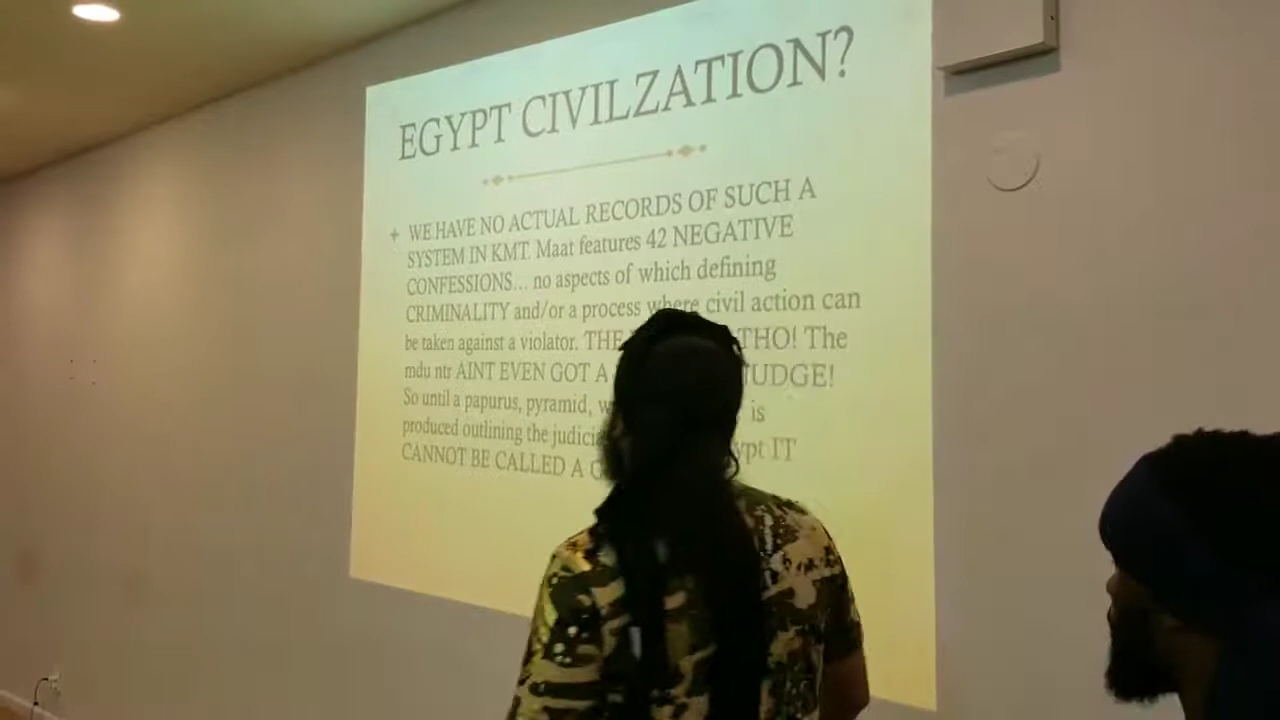 EGYPT CIVILZATION?
+ WE HAVE NO ACTUAL RECORDS OF SUCH A
SYSTEM IN KMT. Maat features 42 NEGATIVE
CONFESSIONS... no aspects of which defining
CRIMINALITY and/or a process where civil action can
be taken against a violator. THE THO! The
mdu ntr AINT EVEN GOT A JUDGE!
So until a papurus, pyramid, is
produced outlining the
CANNOT BE CALLED A IT